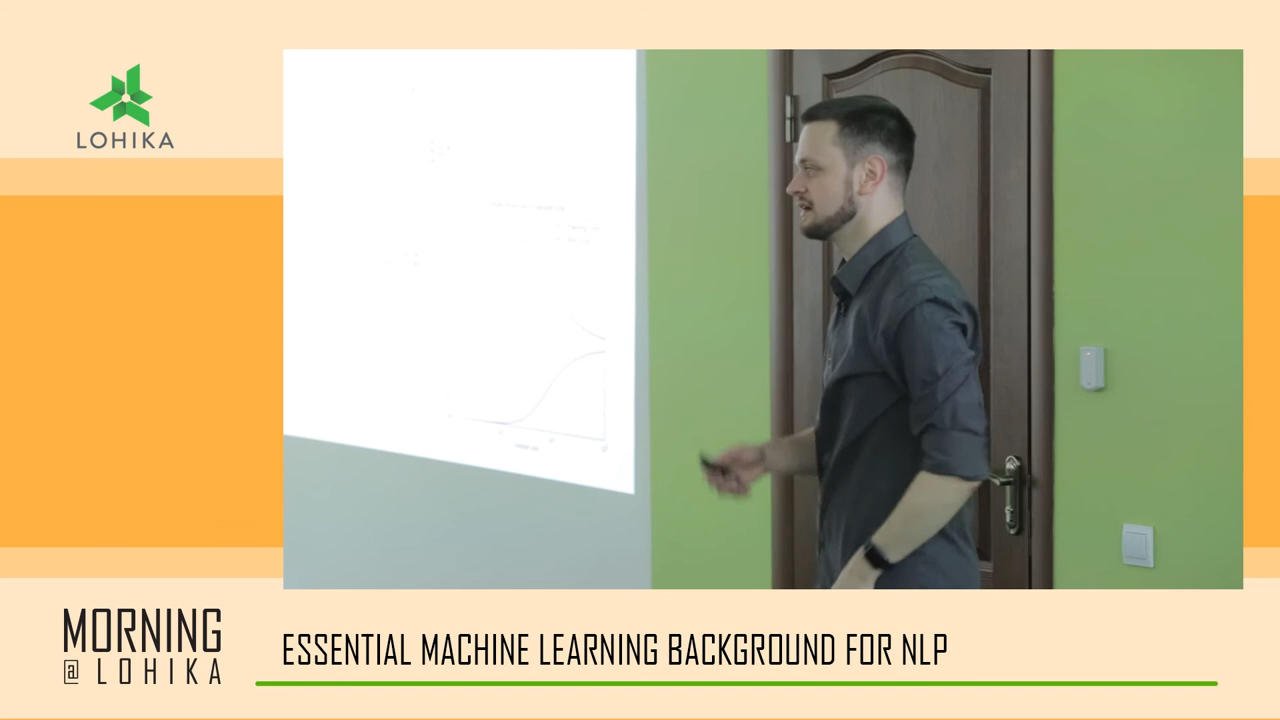 LOHIKA
MORNING
@ LOHIKA
ESSENTIAL MACHINE LEARNING BACKGROUND FOR NLP